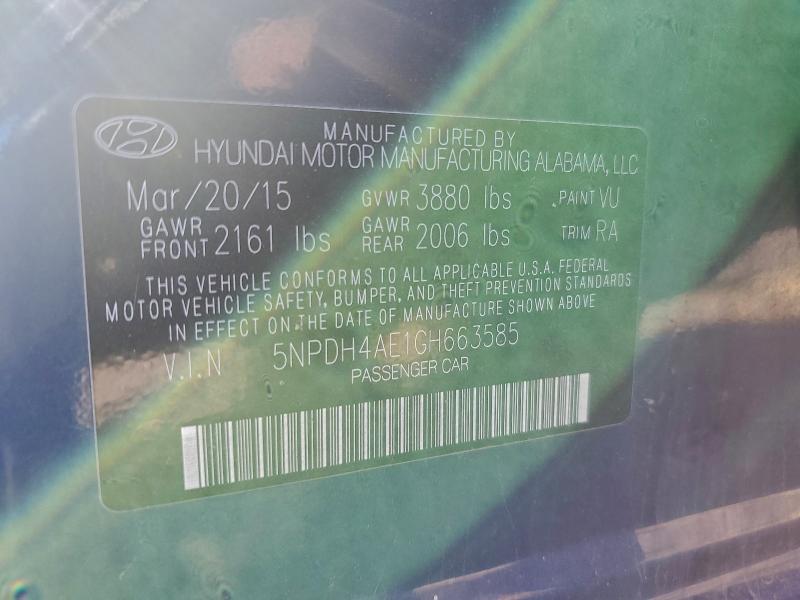 MANUFACTURED BY
HYUNDAI MOTOR MANUFACTURING ALABAMA, LLC
Mar/20/15 GVWR 3880 lbs PAINT VU
GAWR FRONT 2161 lbs GAWR REAR 2006 lbs TRIM RA
THIS VEHICLE CONFORMS TO ALL APPLICABLE U.S.A. FEDERAL
MOTOR VEHICLE SAFETY, BUMPER, AND THEFT PREVENTION STANDARDS
IN EFFECT ON THE DATE OF MANUFACTURE SHOWN ABOVE
V.I.N 5NPDH4AE1GH663585
PASSENGER CAR